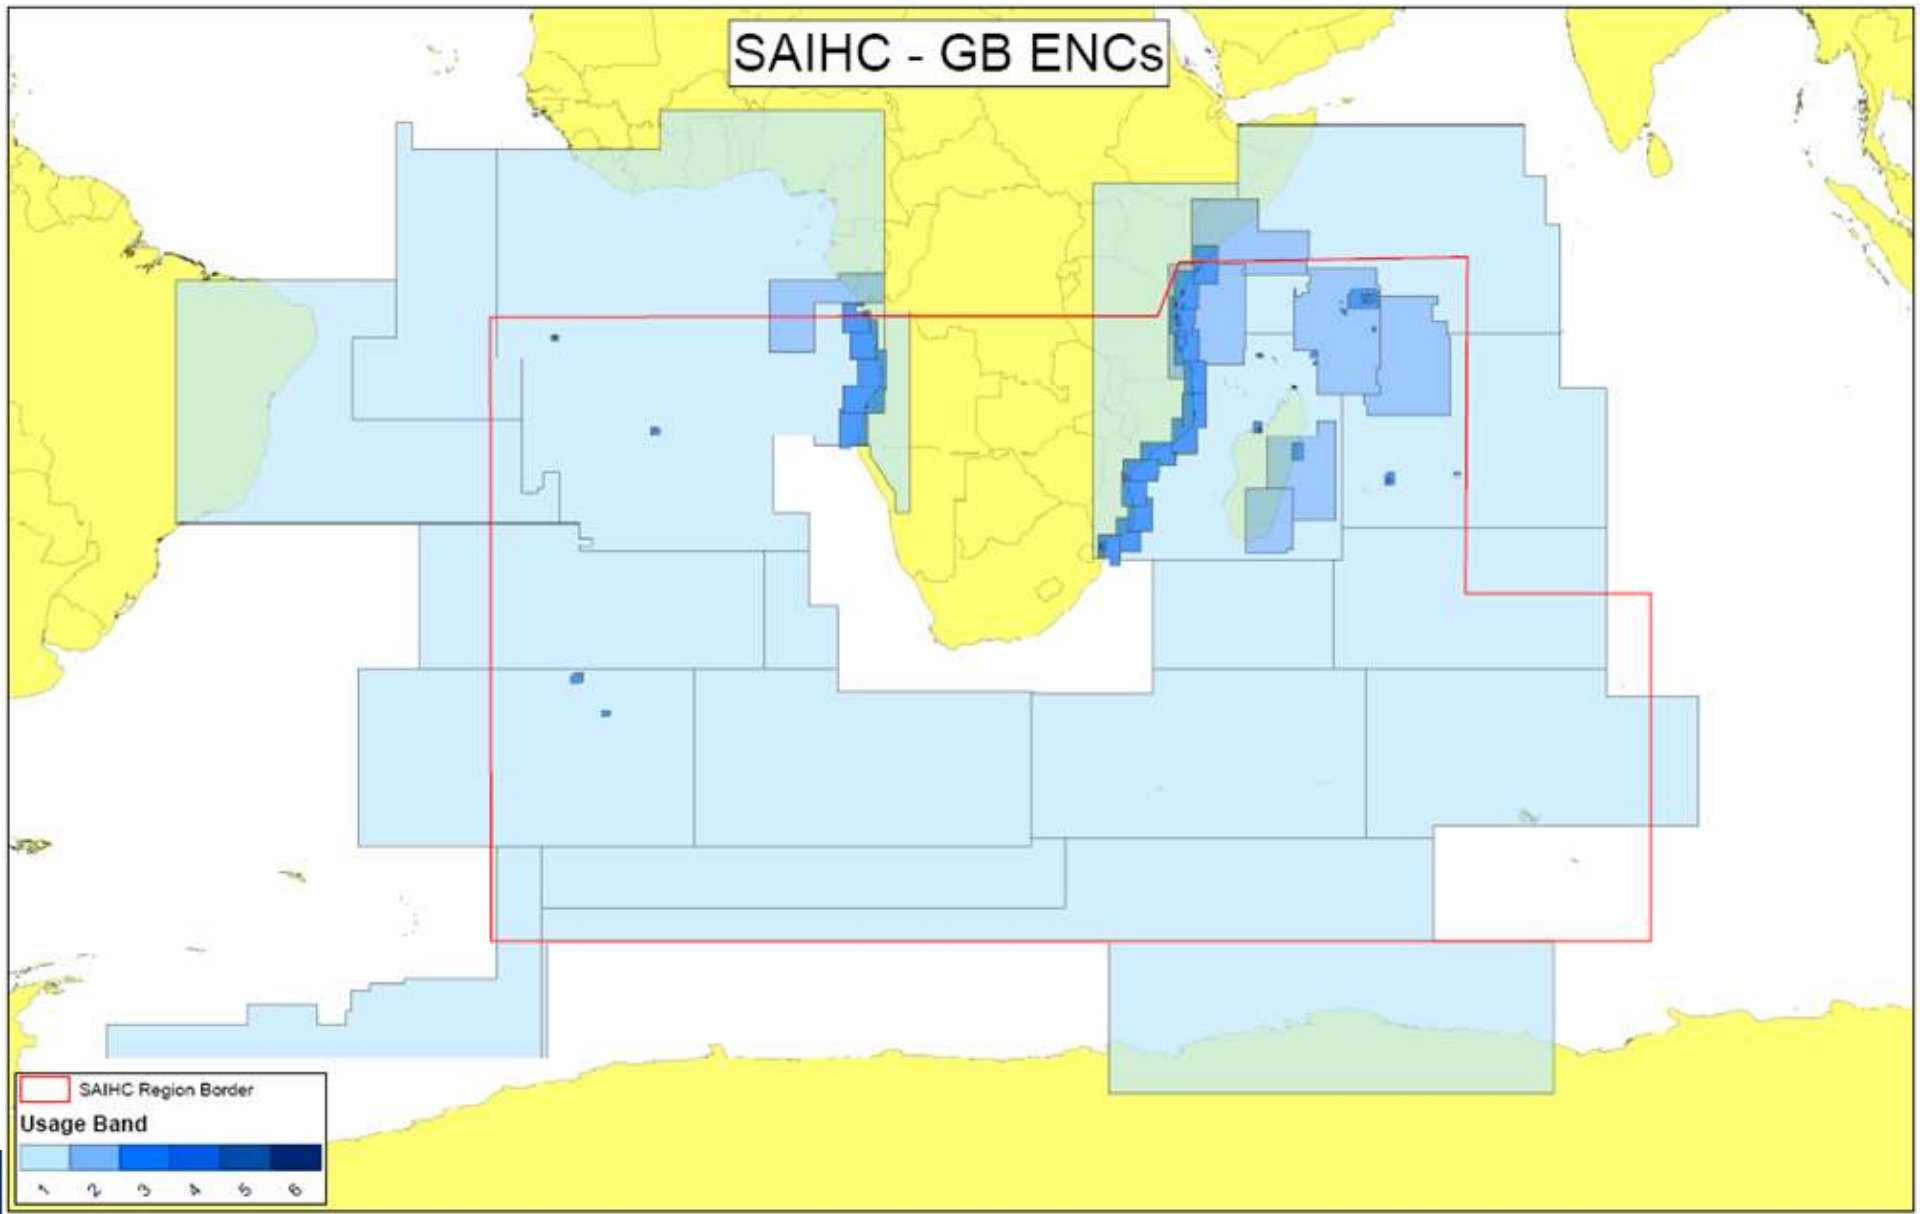 SAIHC - GB ENCs
SAIHC Region Border
Usage Band
1 2 3 4 5 6